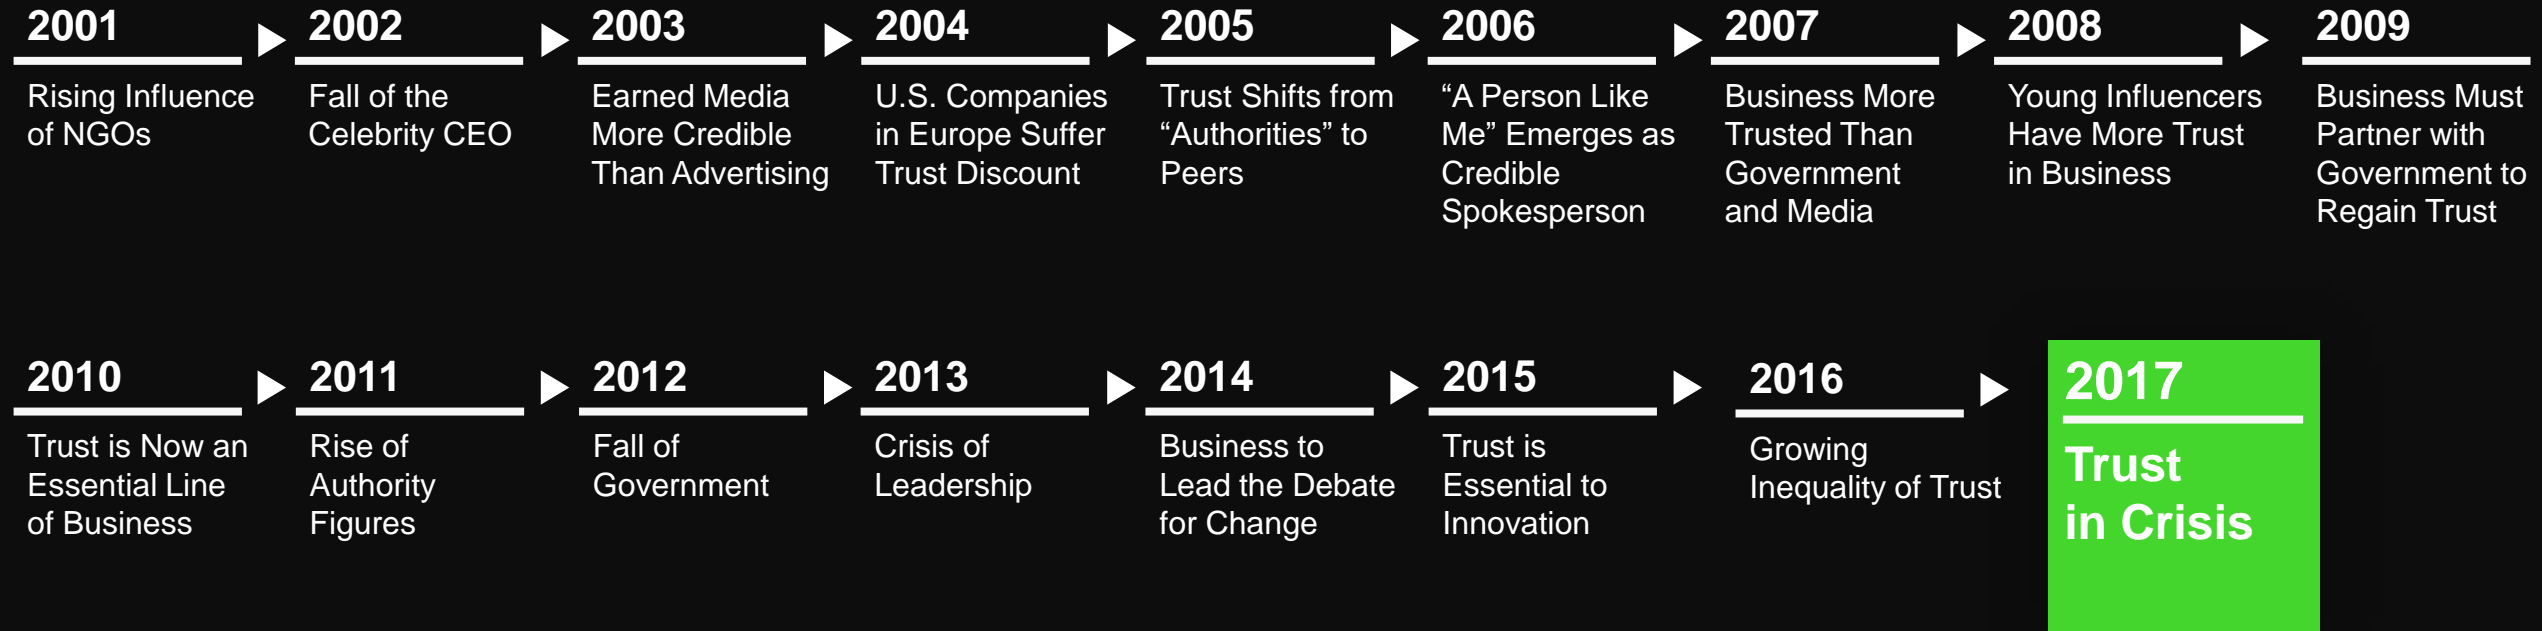 2001
Rising Influence
of NGOs
2002
Fall of the
Celebrity CEO
2003
Earned Media
More Credible
Than Advertising
2004
U.S. Companies
in Europe Suffer
Trust Discount
2005
Trust Shifts from
“Authorities” to
Peers
2006
“A Person Like
Me” Emerges as
Credible
Spokesperson
2007
Business More
Trusted Than
Government
and Media
2008
Young Influencers
Have More Trust
in Business
2009
Business Must
Partner with
Government to
Regain Trust
2010
Trust is Now an
Essential Line
of Business
2011
Rise of
Authority
Figures
2012
Fall of
Government
2013
Crisis of
Leadership
2014
Business to
Lead the Debate
for Change
2015
Trust is
Essential to
Innovation
2016
Growing
Inequality of Trust
2017
Trust
in Crisis